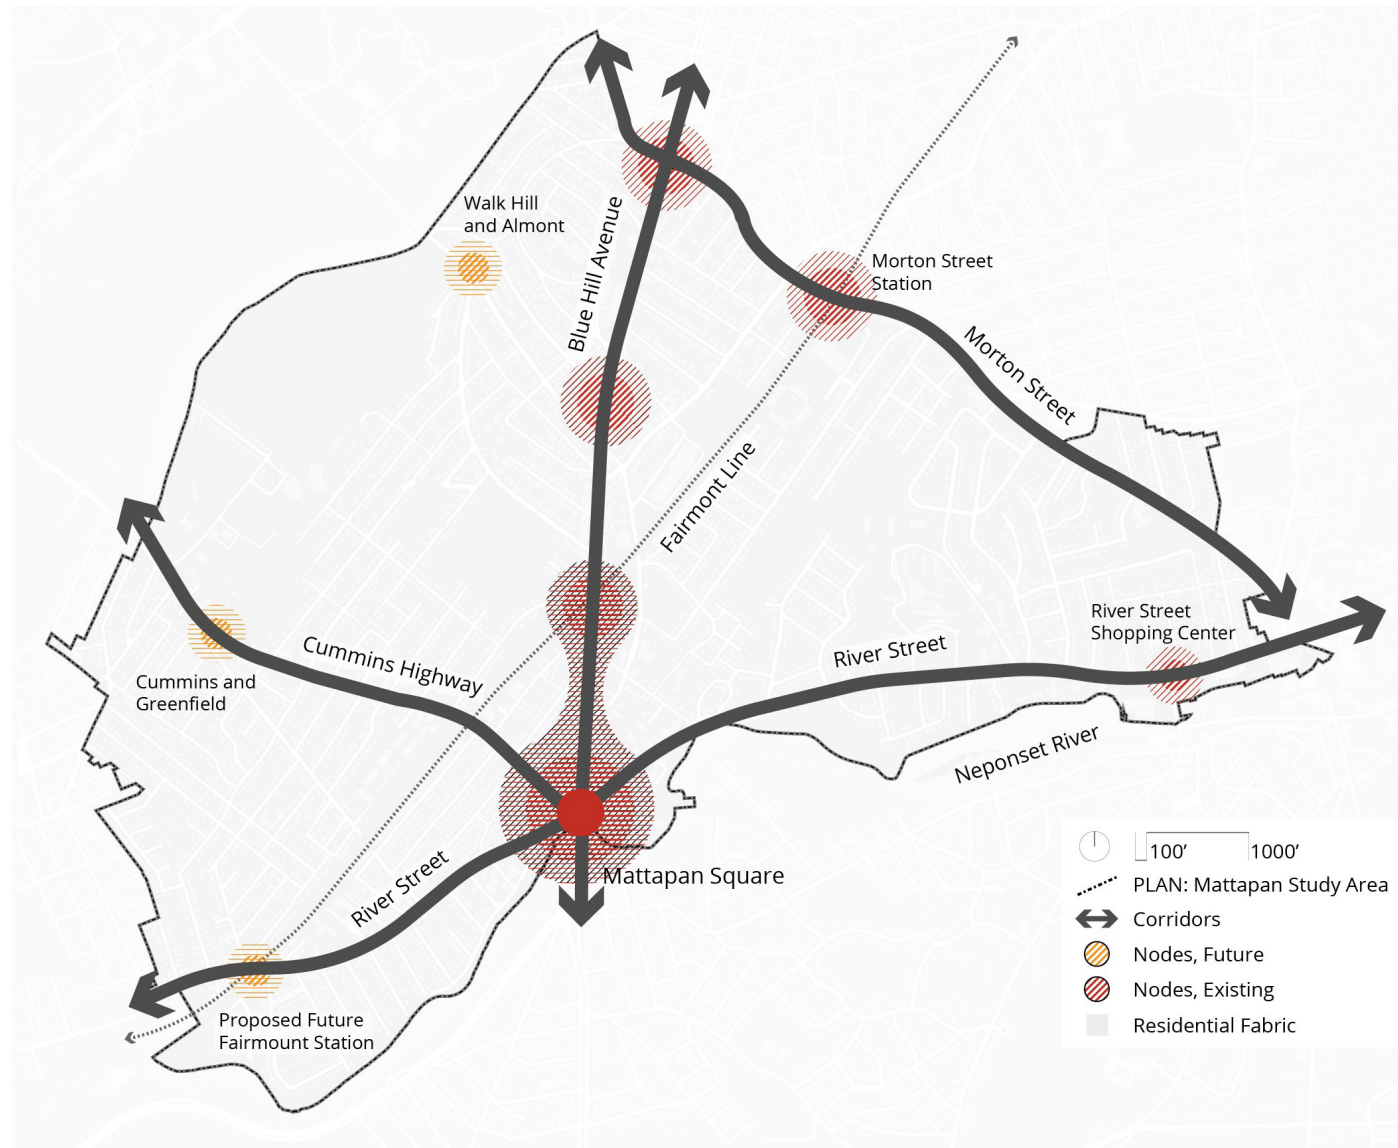 Walk Hill
and Almont
Blue Hill Avenue
Morton Street
Station
Morton Street
Fairmont Line
River Street
Shopping Center
River Street
Cummins Highway
Cummins and
Greenfield
Neponset River
Mattapan Square
River Street
Proposed Future
Fairmount Station
100’
1000’
PLAN: Mattapan Study Area
Corridors
Nodes, Future
Nodes, Existing
Residential Fabric